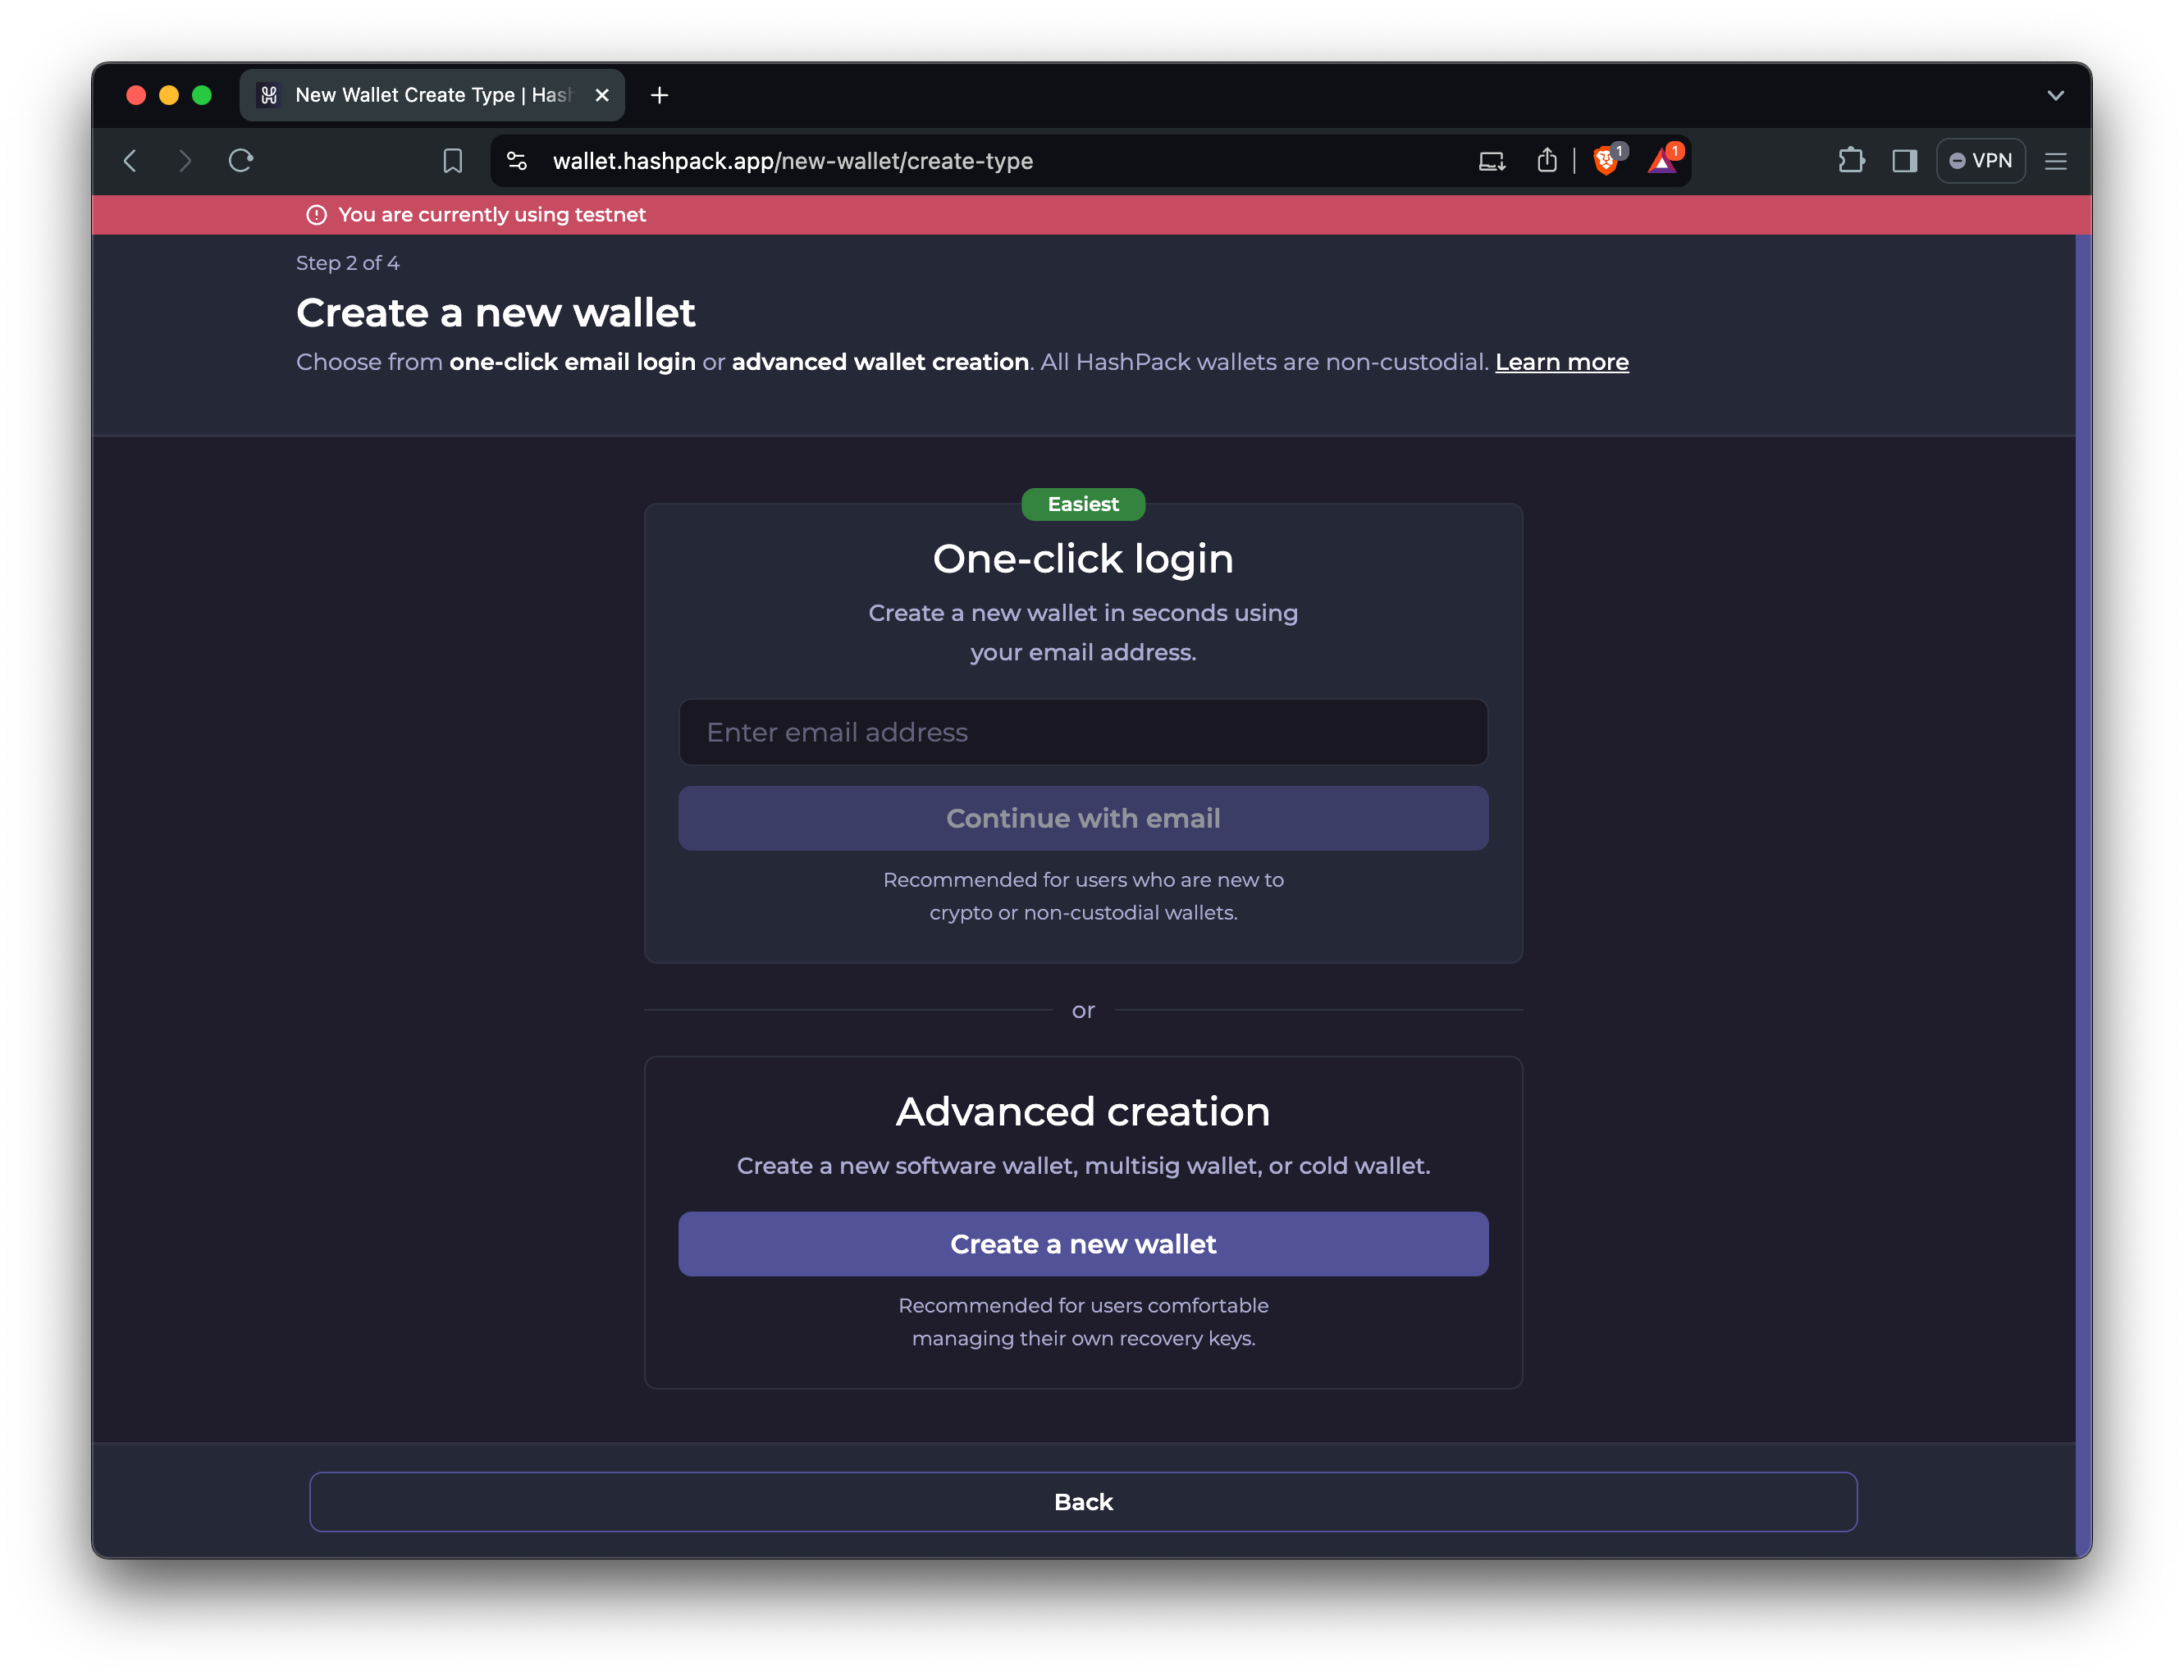 New Wallet Create Type | Hash
wallet.hashpack.app/new-wallet/create-type
1
1
VPN
You are currently using testnet
Step 2 of 4
Create a new wallet
Choose from one-click email login or advanced wallet creation. All HashPack wallets are non-custodial. Learn more
Easiest
One-click login
Create a new wallet in seconds using
your email address.
Enter email address
Continue with email
Recommended for users who are new to
crypto or non-custodial wallets.
or
Advanced creation
Create a new software wallet, multisig wallet, or cold wallet.
Create a new wallet
Recommended for users comfortable
managing their own recovery keys.
Back